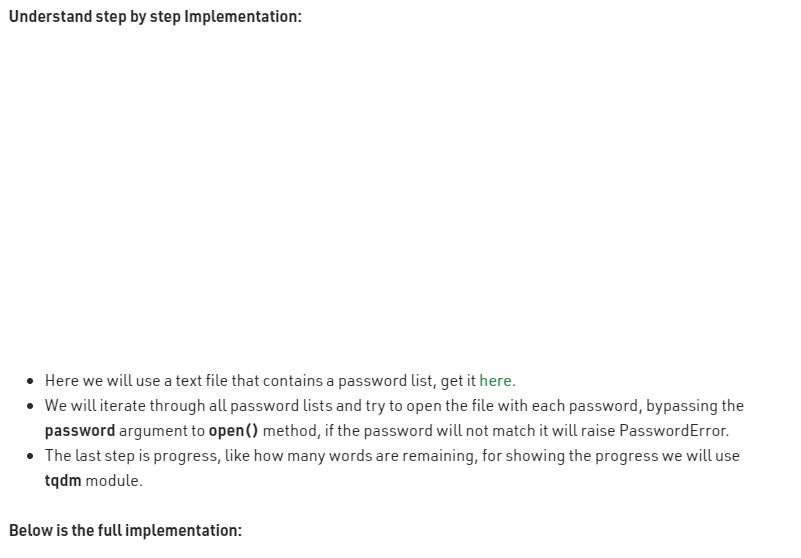 Understand step by step Implementation:
Here we will use a text file that contains a password list, get it here.
We will iterate through all password lists and try to open the file with each password, bypassing the
password argument to open() method, if the password will not match it will raise PasswordError.
The last step is progress, like how many words are remaining, for showing the progress we will use
tqdm module.
Below is the full implementation: